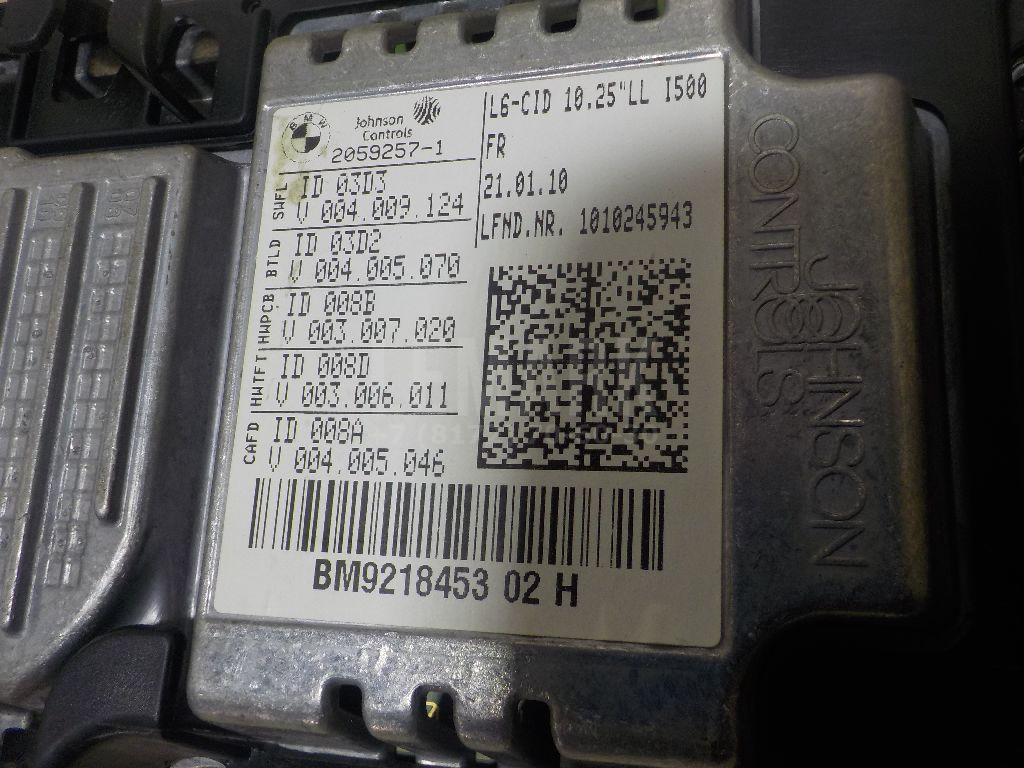 BMW
Johnson
Controls
2059257-1
L6-CID 10.25"LL I500
FR
21.01.10
LFND.NR. 1010245943
SWFL
ID 03D3
V 004.009.124
BTLD
ID 03D2
V 004.005.070
HWPCB
ID 008B
V 003.007.020
HWTFT
ID 008D
V 003.006.011
CAFD
ID 008A
V 004.005.046
BM9218453 02 H
JOHNSON
CONTROLS